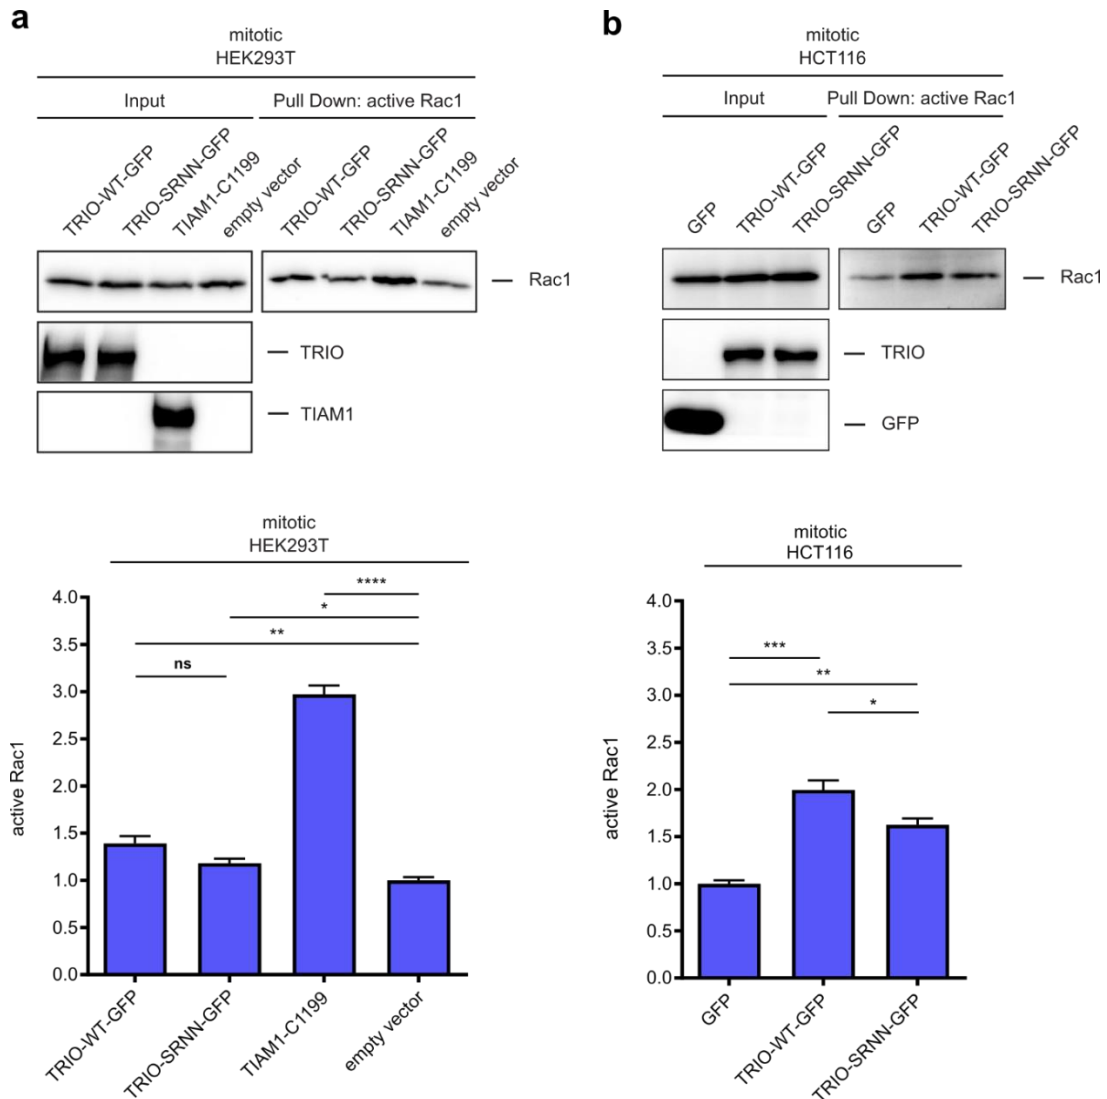 a
mitotic
HEK293T
Input
Pull Down: active Rac1
TRIO-WT-GFP
TRIO-SRNN-GFP
TIAM1-C1199
empty vector
TRIO-WT-GFP
TRIO-SRNN-GFP
TIAM1-C1199
empty vector
Rac1
TRIO
TIAM1
b
mitotic
HCT116
Input
Pull Down: active Rac1
GFP
TRIO-WT-GFP
TRIO-SRNN-GFP
GFP
TRIO-WT-GFP
TRIO-SRNN-GFP
Rac1
TRIO
GFP
mitotic
HEK293T
****
*
**
ns
active Rac1
4.0
3.5
3.0
2.5
2.0
1.5
1.0
0.5
0.0
TRIO-WT-GFP
TRIO-SRNN-GFP
TIAM1-C1199
empty vector
mitotic
HCT116
***
**
*
active Rac1
4.0
3.5
3.0
2.5
2.0
1.5
1.0
0.5
0.0
GFP
TRIO-WT-GFP
TRIO-SRNN-GFP